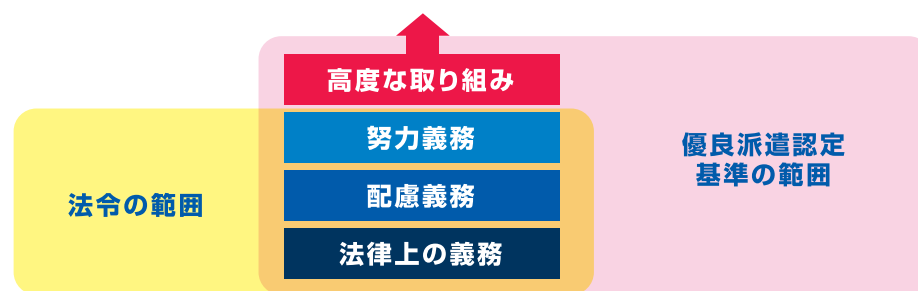 高度な取り組み
努力義務
配慮義務
法律上の義務
法令の範囲
優良派遣認定
基準の範囲